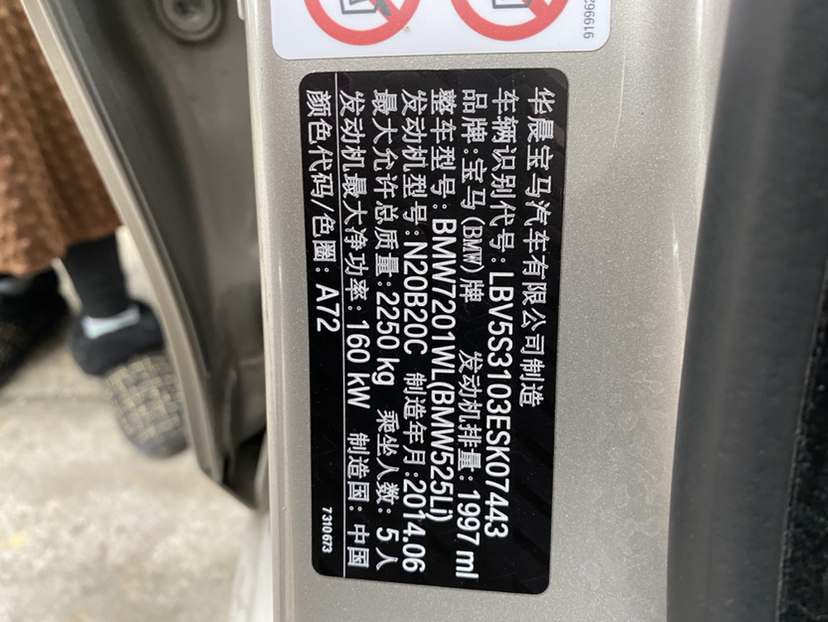 华晨宝马汽车有限公司制造
车辆识别代号: LBV5S3103ESK07443
品牌: 宝马(BMW)牌 发动机排量: 1997 ml
整车型号: BMW7201WL(BMW525Li)
发动机型号: N20B20C 制造年月: 2014.06
最大允许总质量: 2250 kg 乘坐人数: 5 人
发动机最大净功率: 160 kW 制造国: 中国
颜色代码/色圈: A72
7 310 673